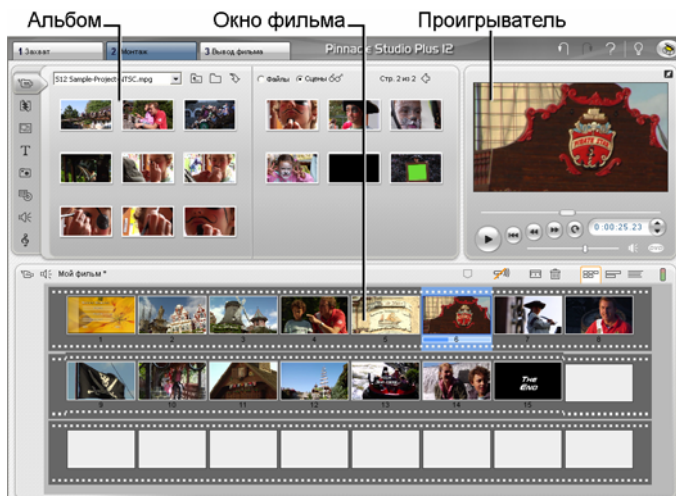 Альбом Окно фильма Проигрыватель
1 Захват 2 Монтаж 3 Вывод фильма Pinnacle Studio Plus 12
S12 Sample-Project-NTSC.mpg Файлы Сцены Стр. 2 из 2
T
0:00:25.23
Мой фильм *
1 2 3 4 5 6 7 8
9 10 11 12 13 14 15
THE
END